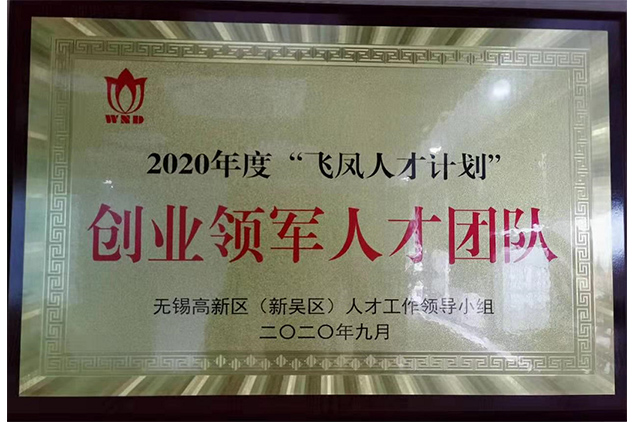 WND
2020年度“飞凤人才计划”
创业领军人才团队
无锡高新区（新吴区）人才工作领导小组
二〇二〇年九月